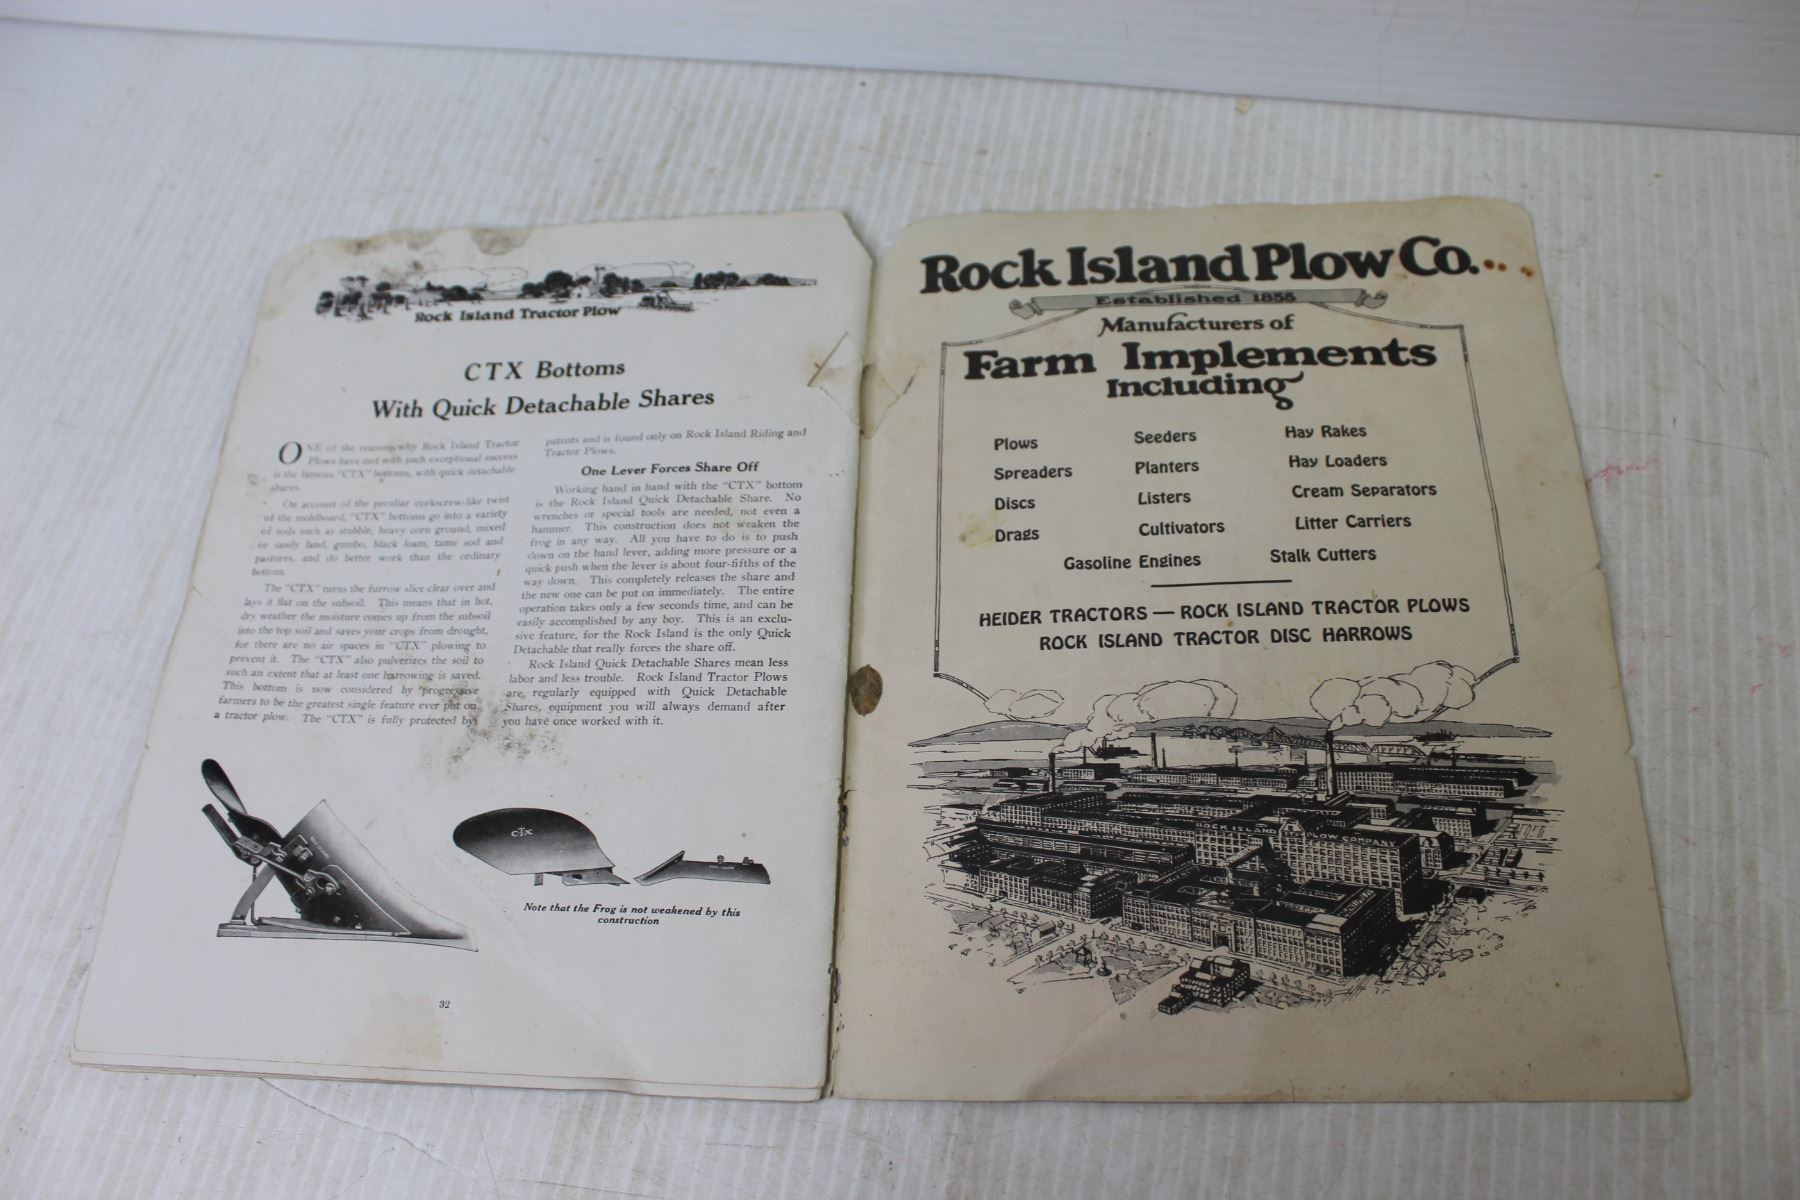 Rock Island Tractor Plow
CTX Bottoms
With Quick Detachable Shares
ONE of the reasons why Rock Island Tractor
Plows have met with such exceptional success
is the famous "CTX" bottoms, with quick detachable
shares.
On account of the peculiar corkscrew-like twist
of the moldboard, "CTX" bottoms go into a variety
of soils such as stubble, heavy corn ground, mixed
or sandy land, gumbo, black loam, tame sod and
pastures, and do better work than the ordinary
bottom.
The "CTX" turns the furrow slice clear over and
lays it flat on the subsoil. This means that in hot,
dry weather the moisture comes up from the subsoil
into the top soil and saves your crops from drought,
for there are no air spaces in "CTX" plowing to
prevent it. The "CTX" also pulverizes the soil to
such an extent that at least one harrowing is saved.
This bottom is now considered by progressive
farmers to be the greatest single feature ever put on
a tractor plow. The "CTX" is fully protected by
patents and is found only on Rock Island Riding and
Tractor Plows.
One Lever Forces Share Off
Working hand in hand with the "CTX" bottom
is the Rock Island Quick Detachable Share. No
wrenches or special tools are needed, not even a
hammer. This construction does not weaken the
frog in any way. All you have to do is to push
down on the hand lever, adding more pressure or a
quick push when the lever is about four-fifths of the
way down. This completely releases the share and
the new one can be put on immediately. The entire
operation takes only a few seconds time, and can be
easily accomplished by any boy. This is an exclu-
sive feature, for the Rock Island is the only Quick
Detachable that really forces the share off.
Rock Island Quick Detachable Shares mean less
labor and less trouble. Rock Island Tractor Plows
are regularly equipped with Quick Detachable
Shares, equipment you will always demand after
you have once worked with it.
CTX
Note that the Frog is not weakened by this
construction
32
Rock Island Plow Co.
Established 1855
Manufacturers of
Farm Implements
Including
Plows Seeders Hay Rakes
Spreaders Planters Hay Loaders
Discs Listers Cream Separators
Drags Cultivators Litter Carriers
Gasoline Engines Stalk Cutters
HEIDER TRACTORS — ROCK ISLAND TRACTOR PLOWS
ROCK ISLAND TRACTOR DISC HARROWS
ROCK ISLAND PLOW COMPANY